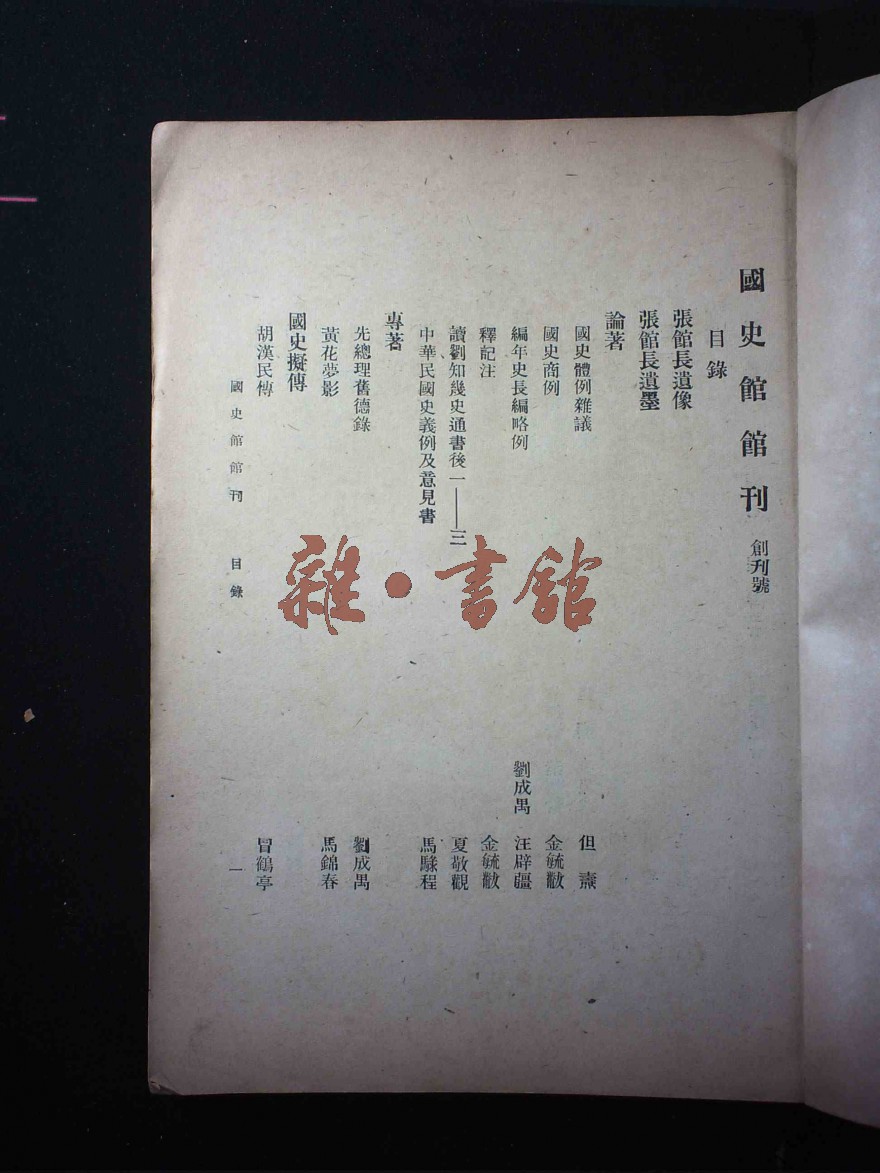 國史館館刊 創刊號
目錄
張館長遺像
張館長遺墨
論著
國史體例雜議 但燾
國史商例 金毓黻
編年史長編略例 劉成禺 汪辟疆
釋記注 金毓黻
讀劉知幾史通書後一——三 夏敬觀
中華民國史義例及意見書 馬騄程
專著
先總理舊德錄 劉成禺
黃花夢影 馬錦春
國史擬傳
胡漢民傳 冒鶴亭
國史館館刊 目錄 一
雜·書館